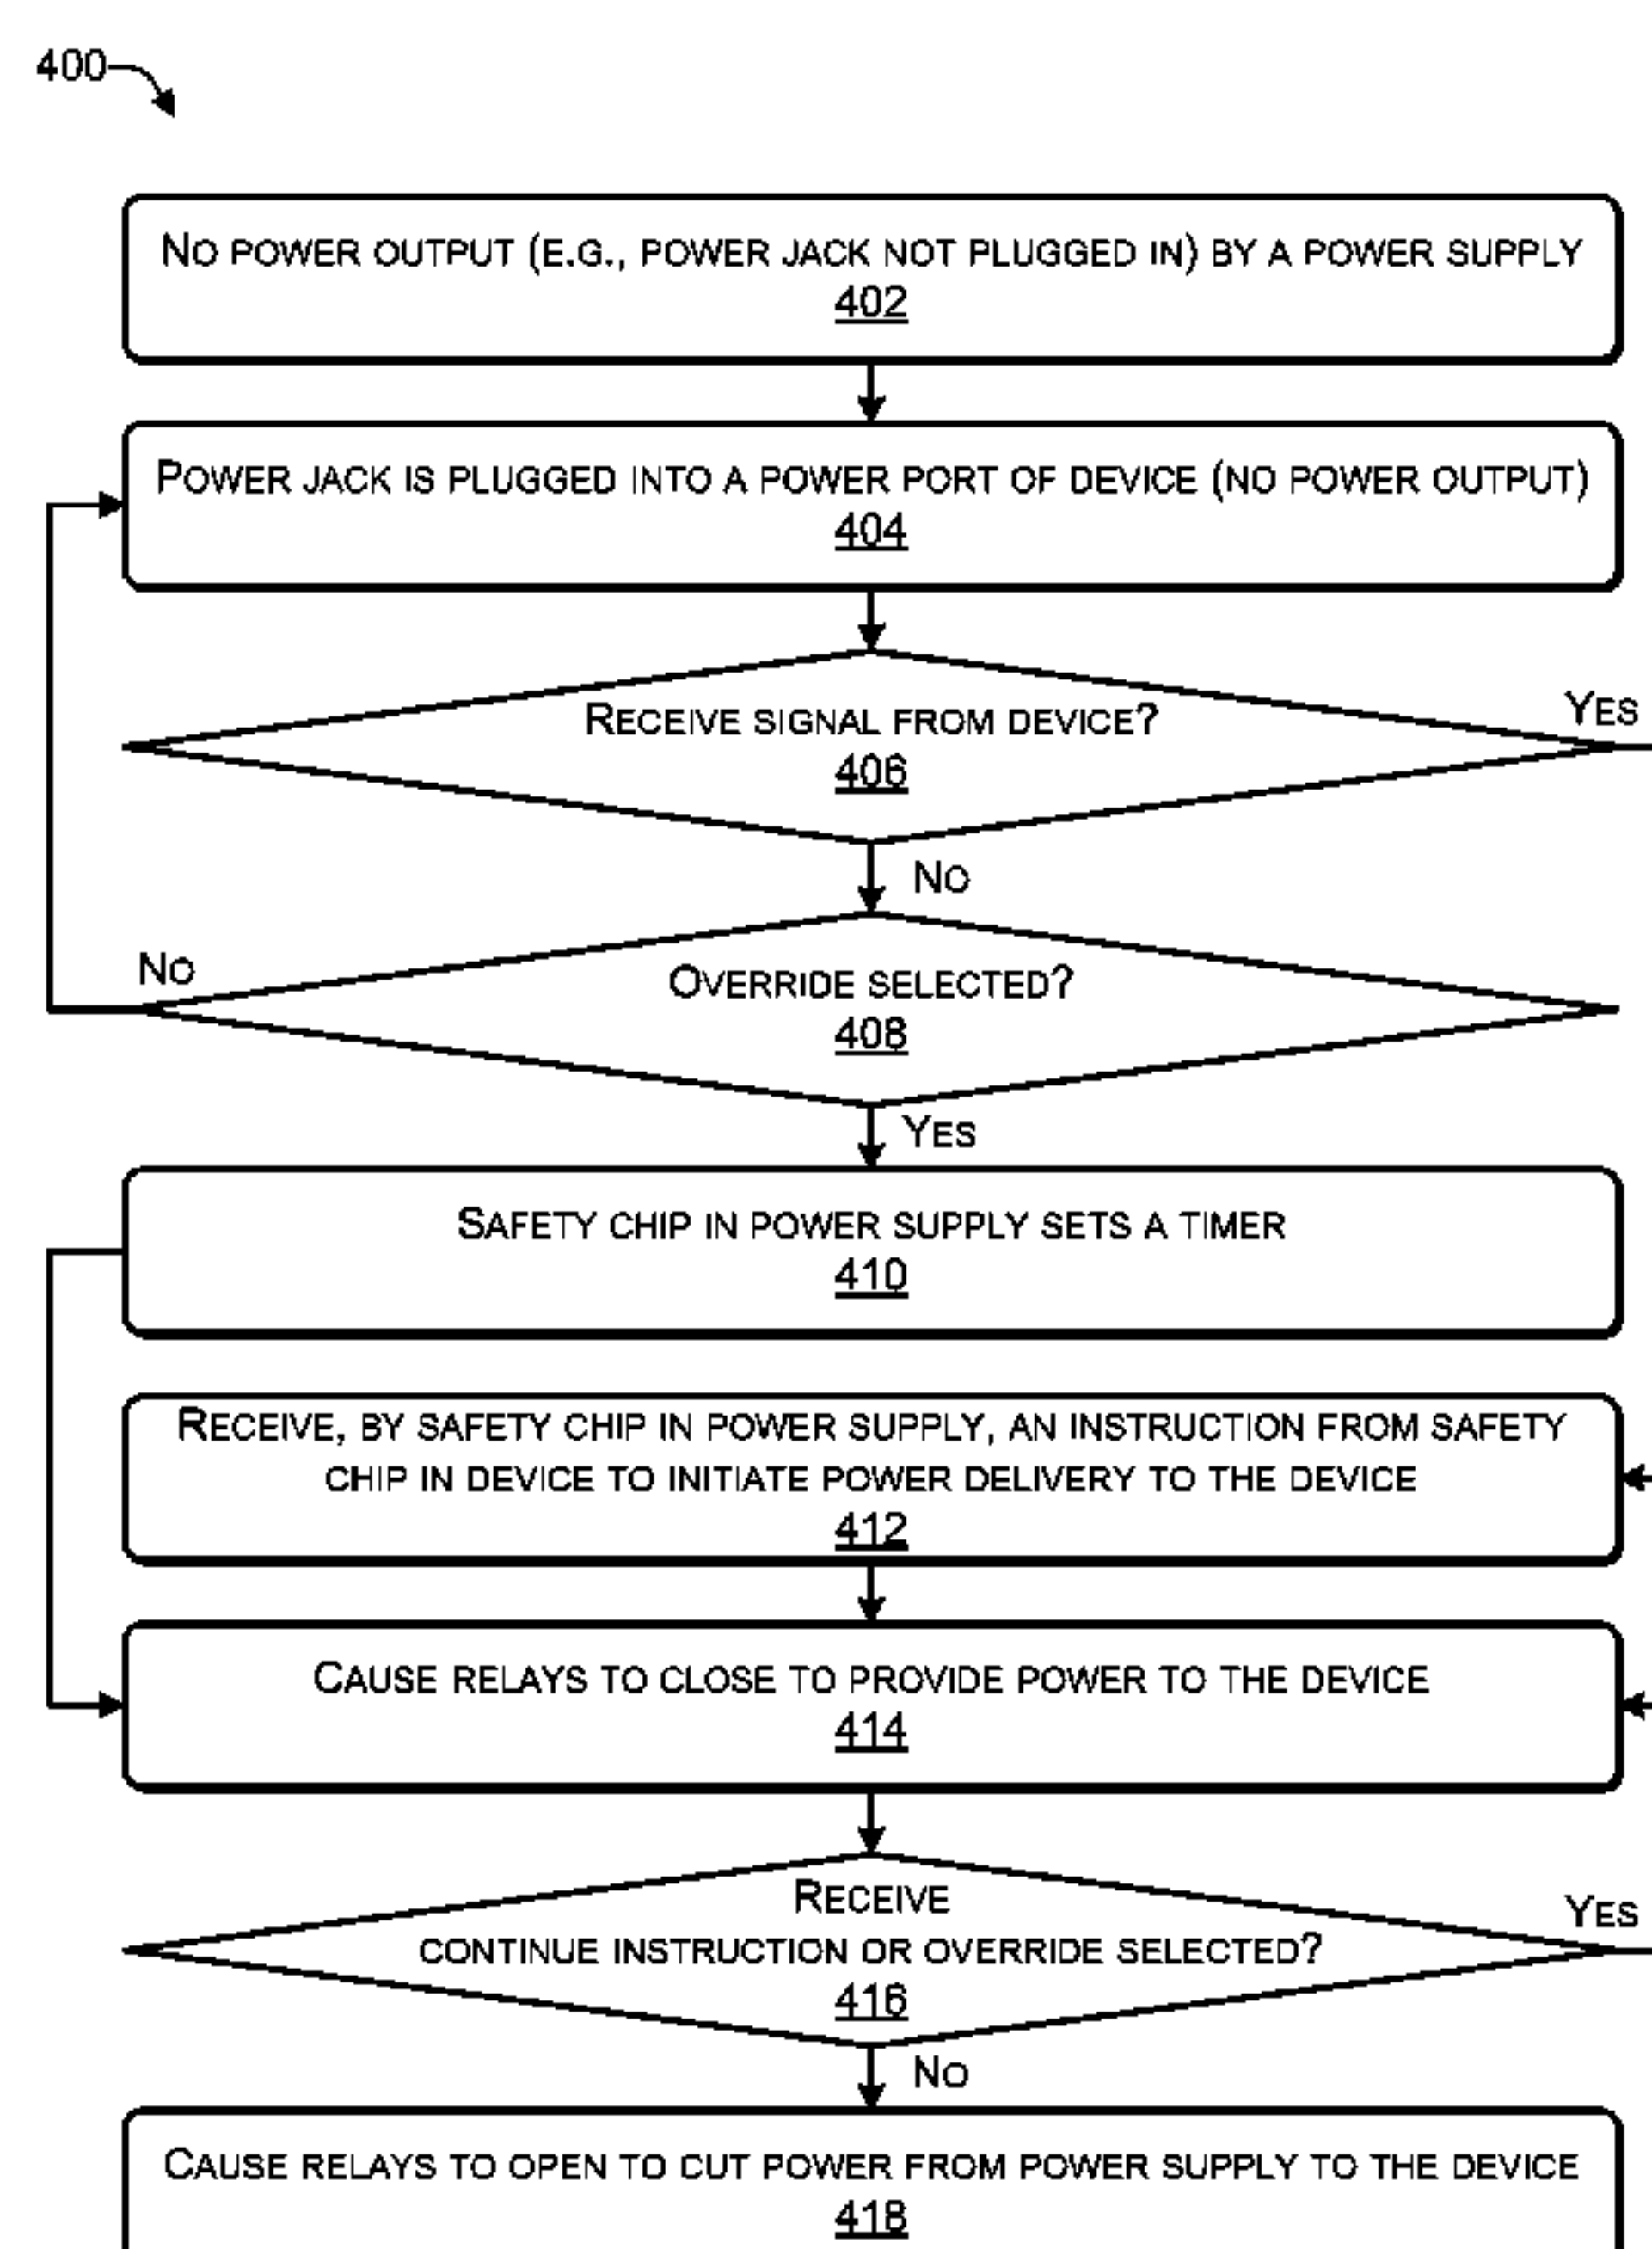 400
No power output (e.g., power jack not plugged in) by a power supply
402
Power jack is plugged into a power port of device (no power output)
404
Receive signal from device?
406
Yes
No
Override selected?
408
No
Yes
Safety chip in power supply sets a timer
410
Receive, by safety chip in power supply, an instruction from safety
chip in device to initiate power delivery to the device
412
Cause relays to close to provide power to the device
414
Receive
continue instruction or override selected?
416
Yes
No
Cause relays to open to cut power from power supply to the device
418